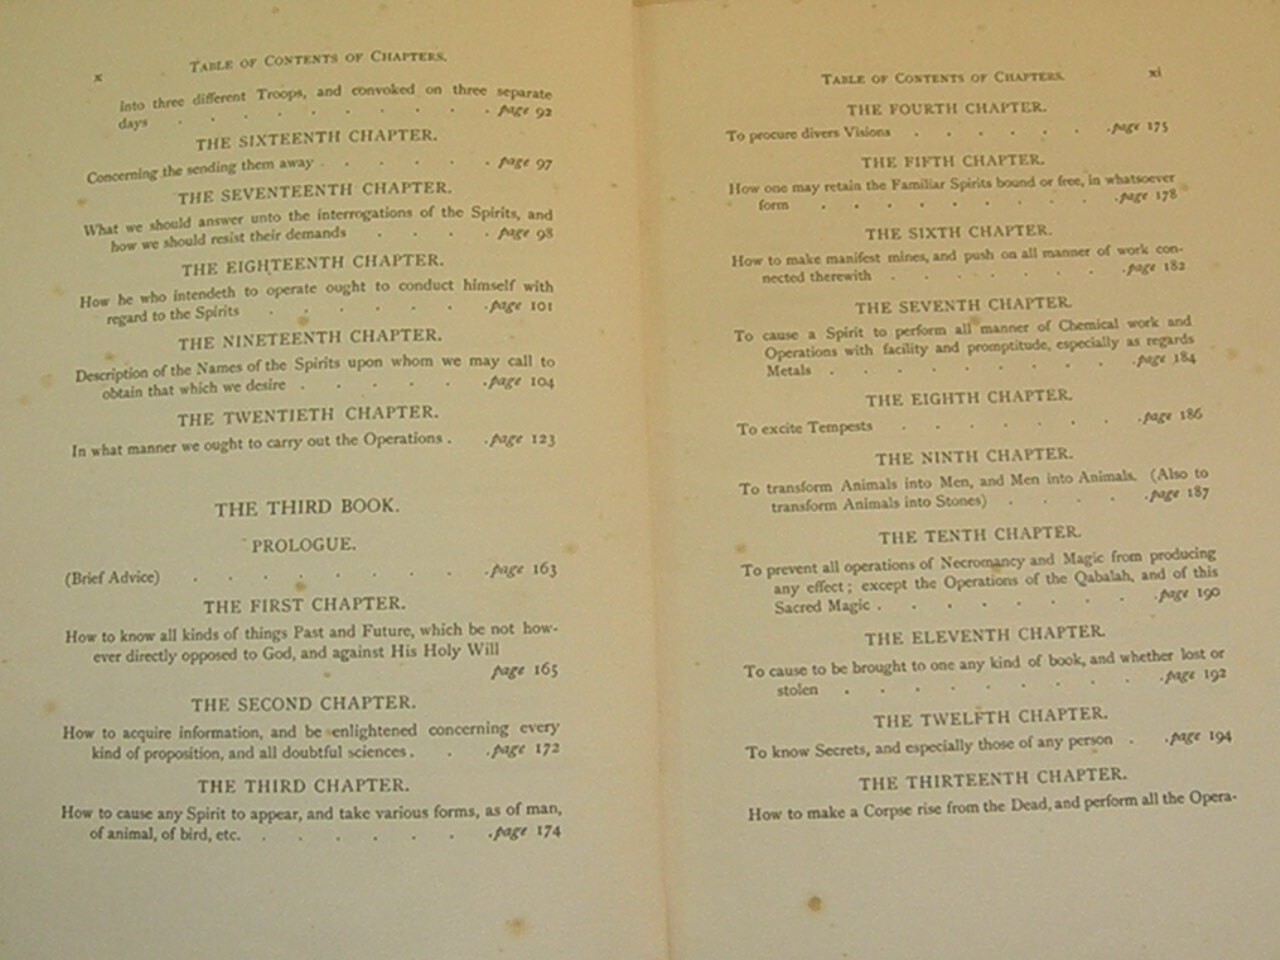 x
TABLE OF CONTENTS OF CHAPTERS.
into three different Troops, and convoked on three separate
days . . . . . . . . . page 92
THE SIXTEENTH CHAPTER.
Concerning the sending them away . . . . . page 97
THE SEVENTEENTH CHAPTER.
What we should answer unto the interrogations of the Spirits, and
how we should resist their demands . . . . page 98
THE EIGHTEENTH CHAPTER.
How he who intendeth to operate ought to conduct himself with
regard to the Spirits . . . . . . . page 101
THE NINETEENTH CHAPTER.
Description of the Names of the Spirits upon whom we may call to
obtain that which we desire . . . . . . page 104
THE TWENTIETH CHAPTER.
In what manner we ought to carry out the Operations . . page 123
THE THIRD BOOK.
PROLOGUE.
(Brief Advice) . . . . . . . . . page 163
THE FIRST CHAPTER.
How to know all kinds of things Past and Future, which be not how-
ever directly opposed to God, and against His Holy Will
page 165
THE SECOND CHAPTER.
How to acquire information, and be enlightened concerning every
kind of proposition, and all doubtful sciences . . . page 172
THE THIRD CHAPTER.
How to cause any Spirit to appear, and take various forms, as of man,
of animal, of bird, etc. . . . . . . . page 174
TABLE OF CONTENTS OF CHAPTERS.
xi
THE FOURTH CHAPTER.
To procure divers Visions . . . . . . page 175
THE FIFTH CHAPTER.
How one may retain the Familiar Spirits bound or free, in whatsoever
form . . . . . . . . . . page 178
THE SIXTH CHAPTER.
How to make manifest mines, and push on all manner of work con-
nected therewith . . . . . . . . page 182
THE SEVENTH CHAPTER.
To cause a Spirit to perform all manner of Chemical work and
Operations with facility and promptitude, especially as regards
Metals . . . . . . . . . . page 184
THE EIGHTH CHAPTER.
To excite Tempests . . . . . . . . page 186
THE NINTH CHAPTER.
To transform Animals into Men, and Men into Animals. (Also to
transform Animals into Stones) . . . . . page 187
THE TENTH CHAPTER.
To prevent all operations of Necromancy and Magic from producing
any effect; except the Operations of the Qabalah, and of this
Sacred Magic . . . . . . . . . page 190
THE ELEVENTH CHAPTER.
To cause to be brought to one any kind of book, and whether lost or
stolen . . . . . . . . . . page 192
THE TWELFTH CHAPTER.
To know Secrets, and especially those of any person . . page 194
THE THIRTEENTH CHAPTER.
How to make a Corpse rise from the Dead, and perform all the Opera-